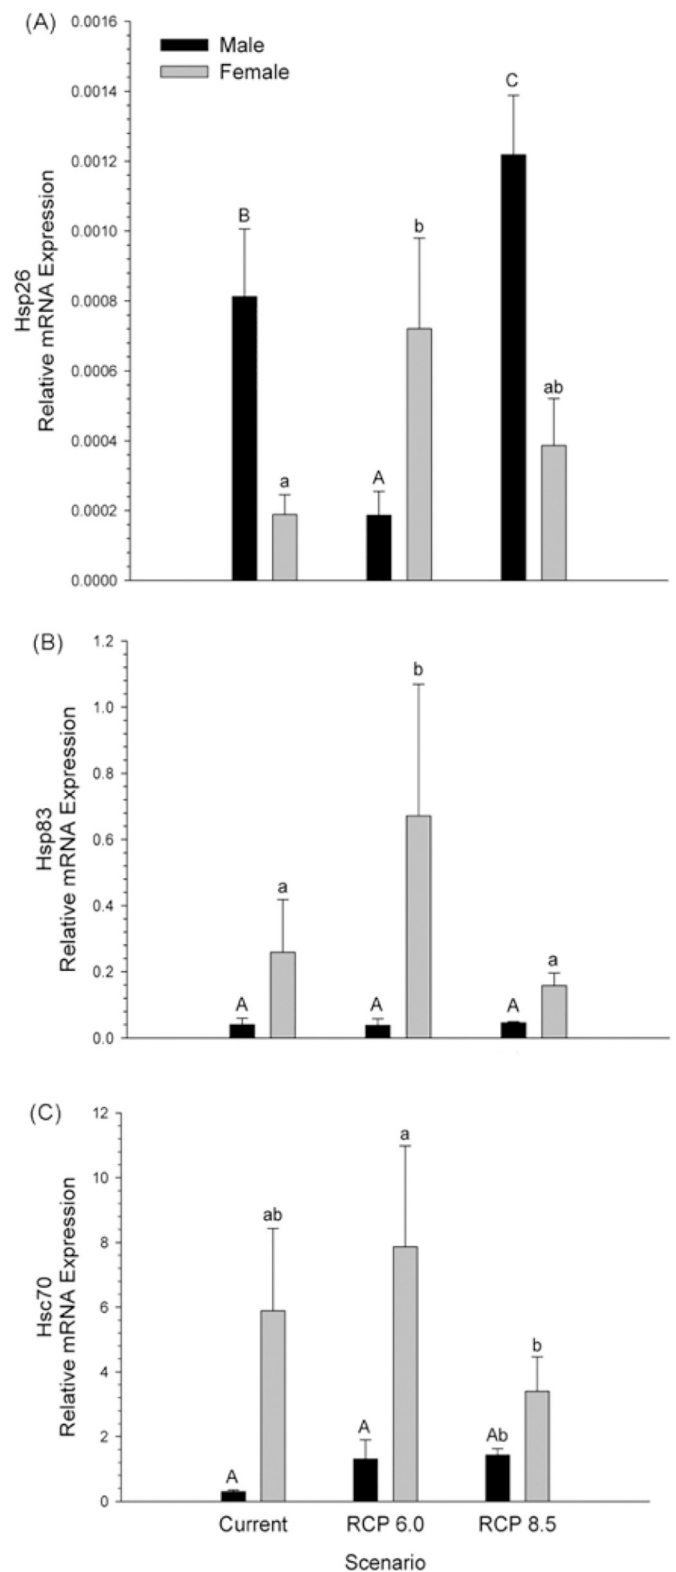 (A)
0.0016
0.0014
0.0012
0.0010
0.0008
0.0006
0.0004
0.0002
0.0000
Hsp26
Relative mRNA Expression
Male
Female
B
a
A
b
C
ab
(B)
1.2
1.0
0.8
0.6
0.4
0.2
0.0
Hsp83
Relative mRNA Expression
A
a
A
b
A
a
(C)
12
10
8
6
4
2
0
Hsc70
Relative mRNA Expression
A
ab
A
a
Ab
b
Current
RCP 6.0
RCP 8.5
Scenario